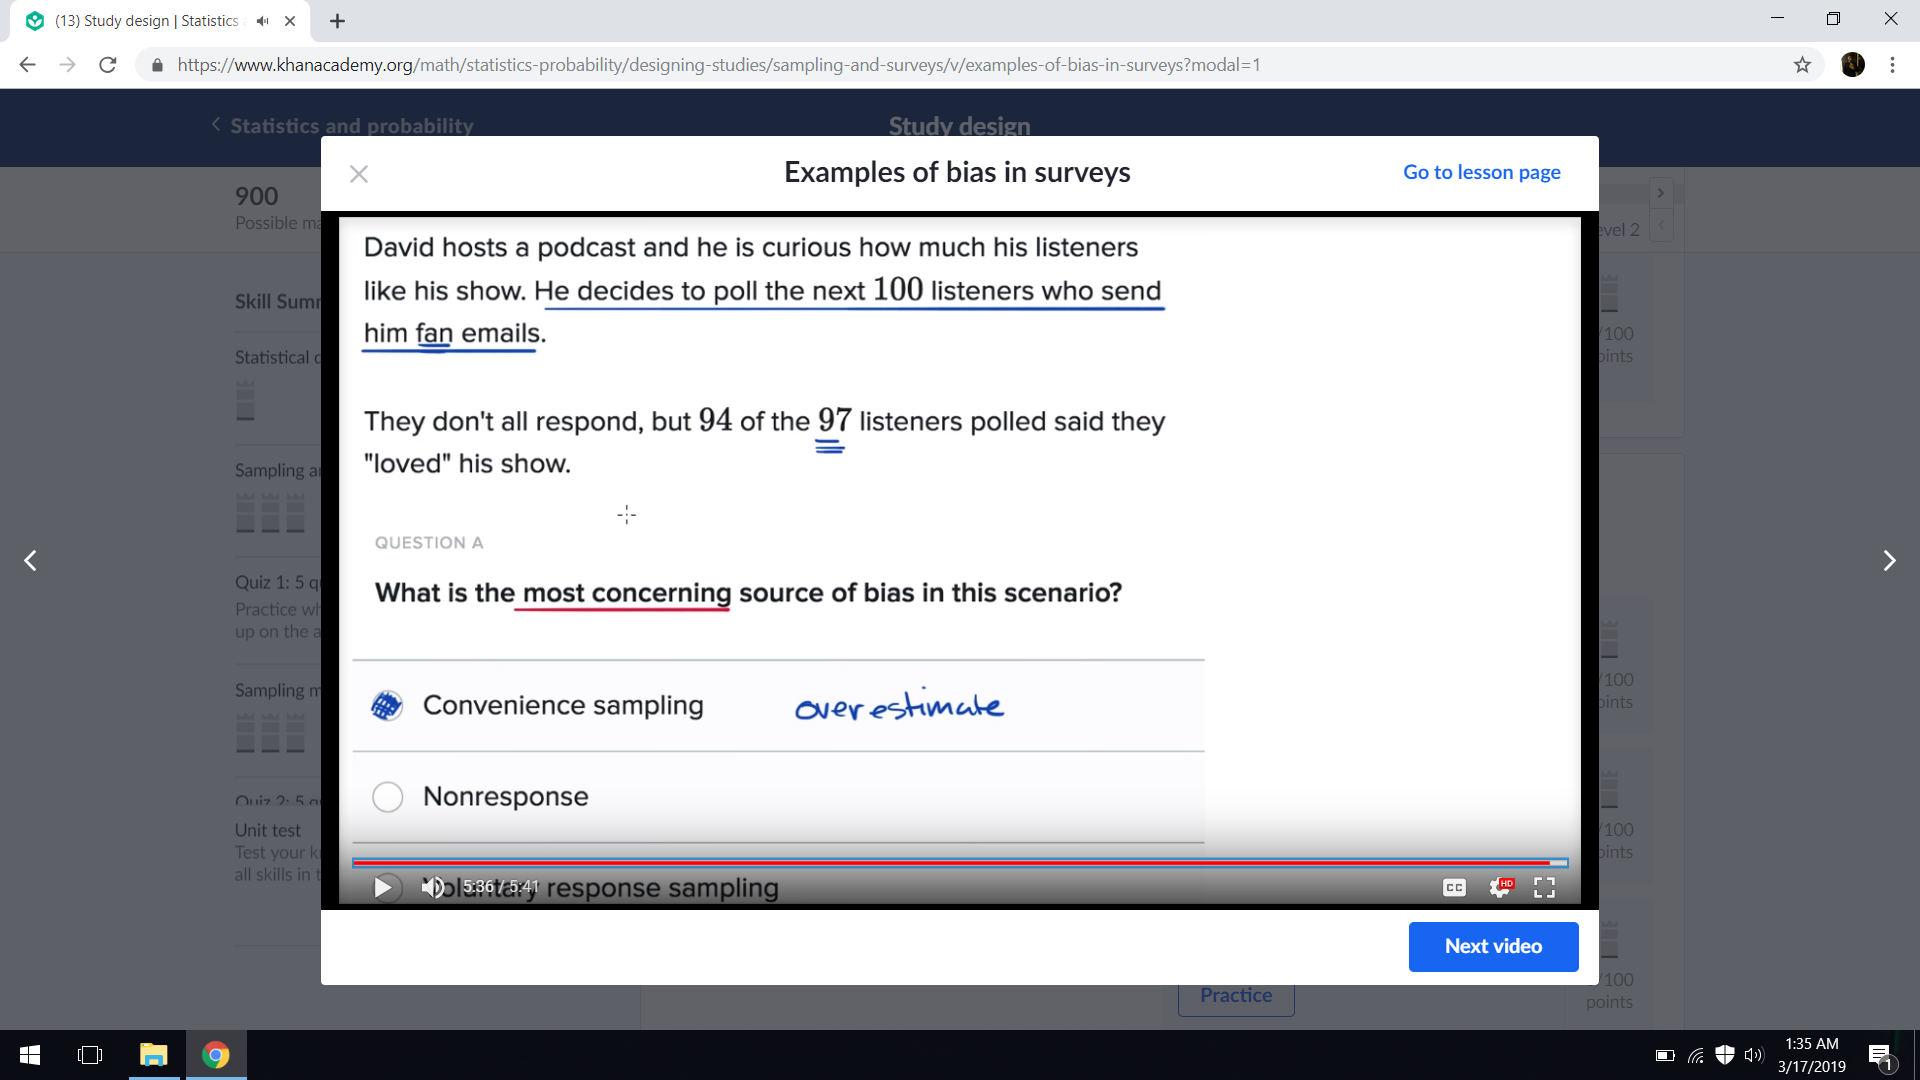 (13) Study design | Statistics
https://www.khanacademy.org/math/statistics-probability/designing-studies/sampling-and-surveys/v/examples-of-bias-in-surveys?modal=1
Statistics and probability
Study design
Examples of bias in surveys
Go to lesson page
900
Possible ma
evel 2
Skill Summ
Statistical
Sampling a
Quiz 1: 5 q
Practice wh
up on the a
Sampling m
Quiz 2: 5 q
Unit test
Test your k
all skills in t
David hosts a podcast and he is curious how much his listeners
like his show. He decides to poll the next 100 listeners who send
him fan emails.
They don't all respond, but 94 of the 97 listeners polled said they
"loved" his show.
QUESTION A
What is the most concerning source of bias in this scenario?
Convenience sampling overestimate
Nonresponse
Voluntary response sampling
5:36 / 5:41
CC
HD
/100
points
/100
points
/100
points
/100
points
Next video
Practice
1:35 AM
3/17/2019
1